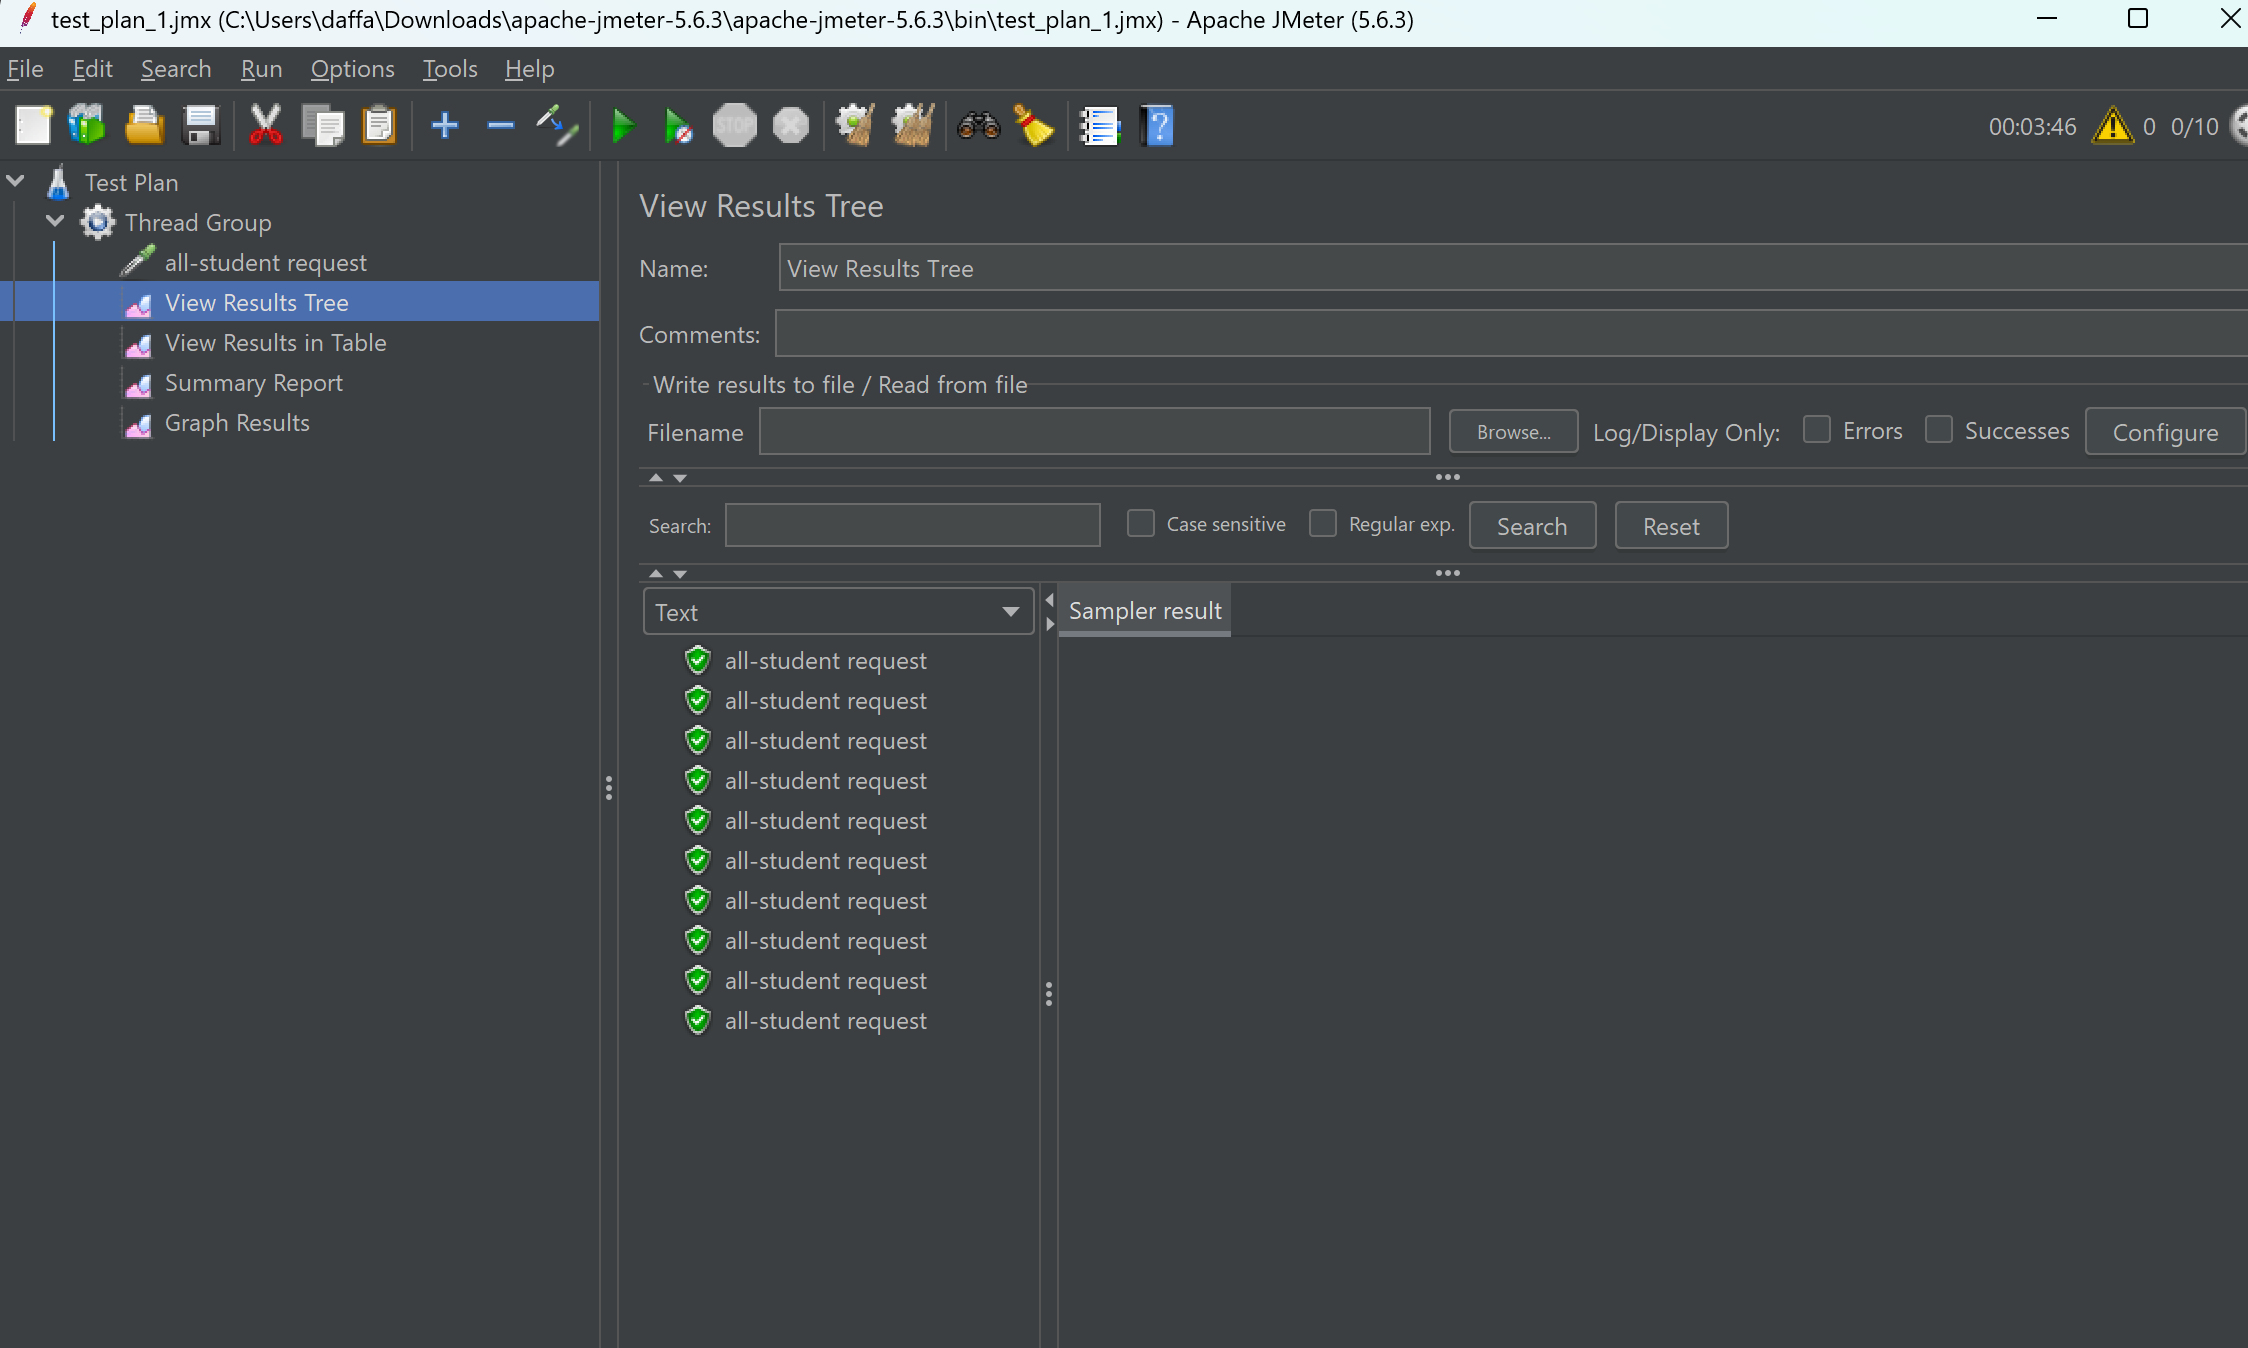 test_plan_1.jmx (C:\Users\daffa\Downloads\apache-jmeter-5.6.3\apache-jmeter-5.6.3\bin\test_plan_1.jmx) - Apache JMeter (5.6.3)
File Edit Search Run Options Tools Help
STOP
00:03:46 0 0/10
Test Plan
Thread Group
all-student request
View Results Tree
View Results in Table
Summary Report
Graph Results
View Results Tree
Name: View Results Tree
Comments:
Write results to file / Read from file
Filename Browse... Log/Display Only: Errors Successes Configure
Search: Case sensitive Regular exp. Search Reset
Text
Sampler result
all-student request
all-student request
all-student request
all-student request
all-student request
all-student request
all-student request
all-student request
all-student request
all-student request